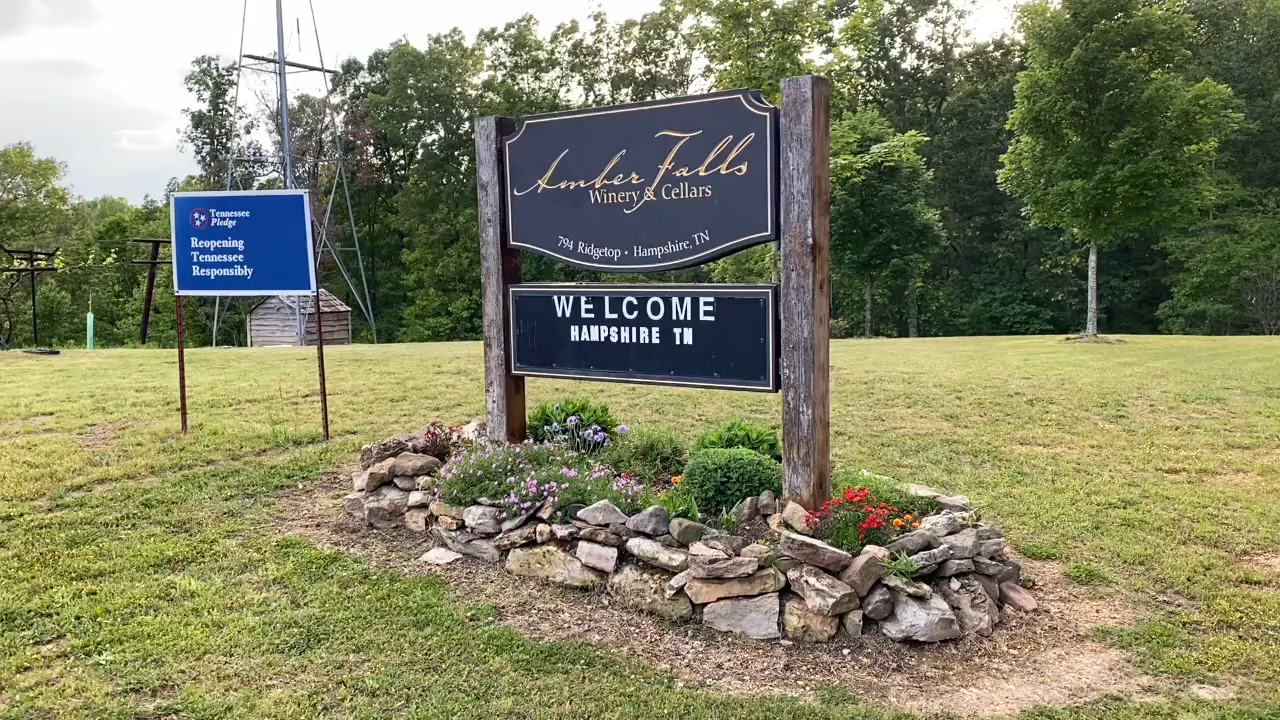 Tennessee
Pledge
Reopening
Tennessee
Responsibly
Amber Falls
Winery & Cellars
794 Ridgetop • Hampshire, TN
WELCOME
HAMPSHIRE TN